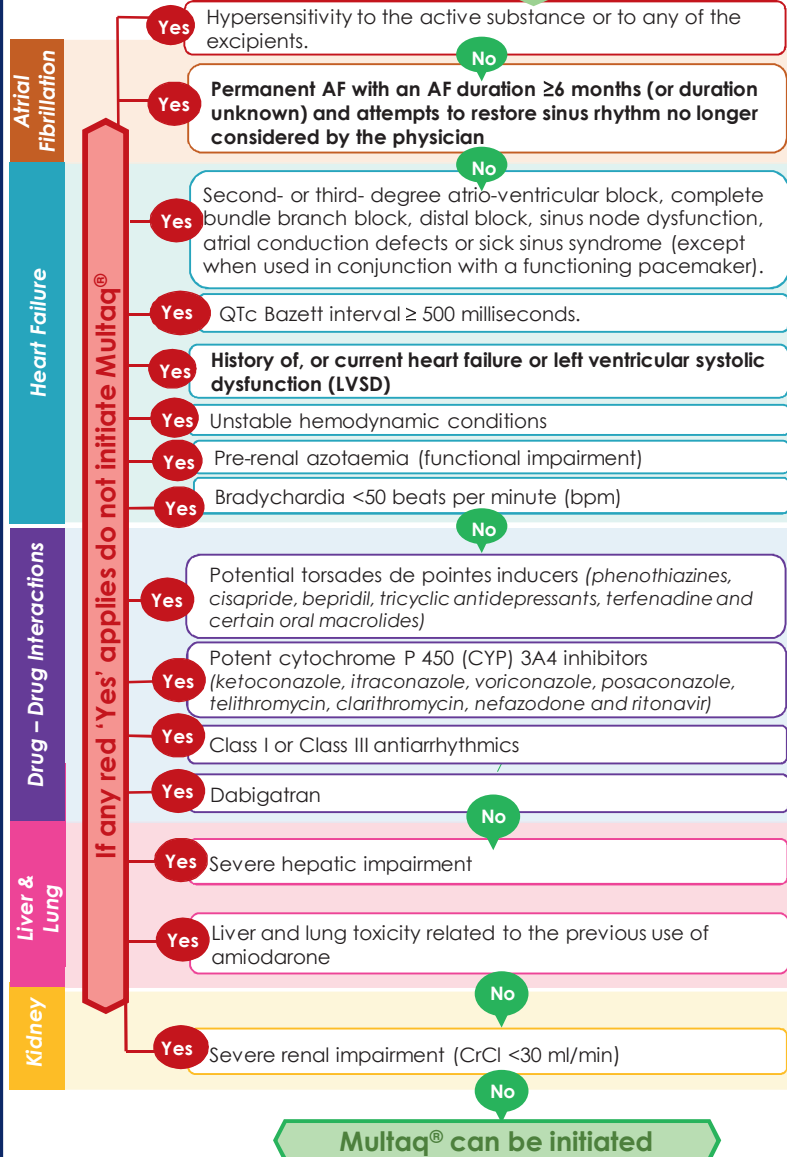 Yes
Hypersensitivity to the active substance or to any of the
excipients.
No
Atrial
Fibrillation
Yes
Permanent AF with an AF duration ≥6 months (or duration
unknown) and attempts to restore sinus rhythm no longer
considered by the physician
No
If any red ‘Yes’ applies do not initiate Multaq®
Heart Failure
Yes
Second- or third- degree atrio-ventricular block, complete
bundle branch block, distal block, sinus node dysfunction,
atrial conduction defects or sick sinus syndrome (except
when used in conjunction with a functioning pacemaker).
Yes
QTc Bazett interval ≥ 500 milliseconds.
Yes
History of, or current heart failure or left ventricular systolic
dysfunction (LVSD)
Yes
Unstable hemodynamic conditions
Yes
Pre-renal azotaemia (functional impairment)
Yes
Bradychardia <50 beats per minute (bpm)
No
Drug – Drug Interactions
Yes
Potential torsades de pointes inducers (phenothiazines,
cisapride, bepridil, tricyclic antidepressants, terfenadine and
certain oral macrolides)
Yes
Potent cytochrome P 450 (CYP) 3A4 inhibitors
(ketoconazole, itraconazole, voriconazole, posaconazole,
telithromycin, clarithromycin, nefazodone and ritonavir)
Yes
Class I or Class III antiarrhythmics
Yes
Dabigatran
No
Liver &
Lung
Yes
Severe hepatic impairment
Yes
Liver and lung toxicity related to the previous use of
amiodarone
No
Kidney
Yes
Severe renal impairment (CrCl <30 ml/min)
No
Multaq® can be initiated